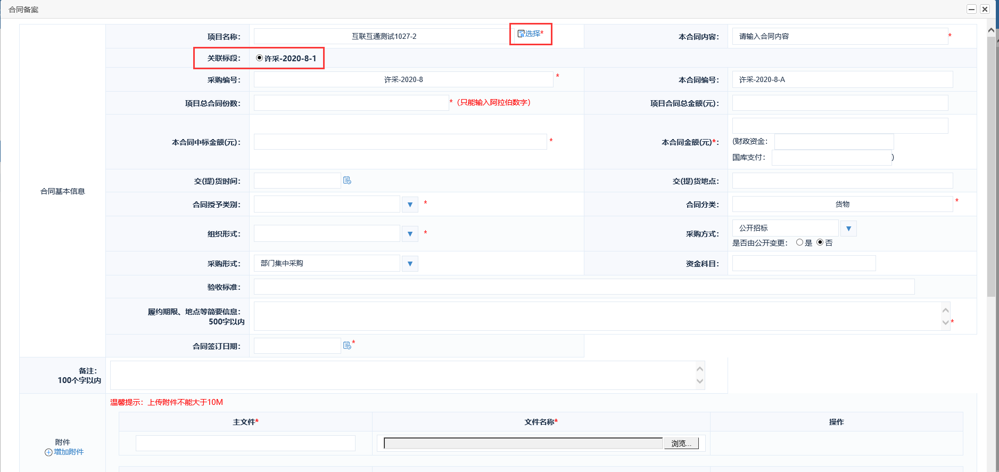 合同备案
项目名称： 互联互通测试1027-2 选择* 本合同内容： 请输入合同内容 *
关联标段： 许采-2020-8-1
采购编号： 许采-2020-8 * 本合同编号： 许采-2020-8-A
项目总合同份数： *（只能输入阿拉伯数字） 项目合同总金额(元)：
本合同中标金额(元)： * 本合同金额(元)*：
(财政资金：
国库支付： )
交(提)货时间： 交(提)货地点：
合同基本信息
合同授予类别： * 合同分类： 货物 *
组织形式： * 采购方式： 公开招标
是否由公开变更： 是 否
采购形式： 部门集中采购 资金科目：
验收标准：
履约期限、地点等简要信息：
500字以内 *
合同签订日期： *
备注：
100个字以内
温馨提示：上传附件不能大于10M
主文件* 文件名称* 操作
浏览...
附件
增加附件